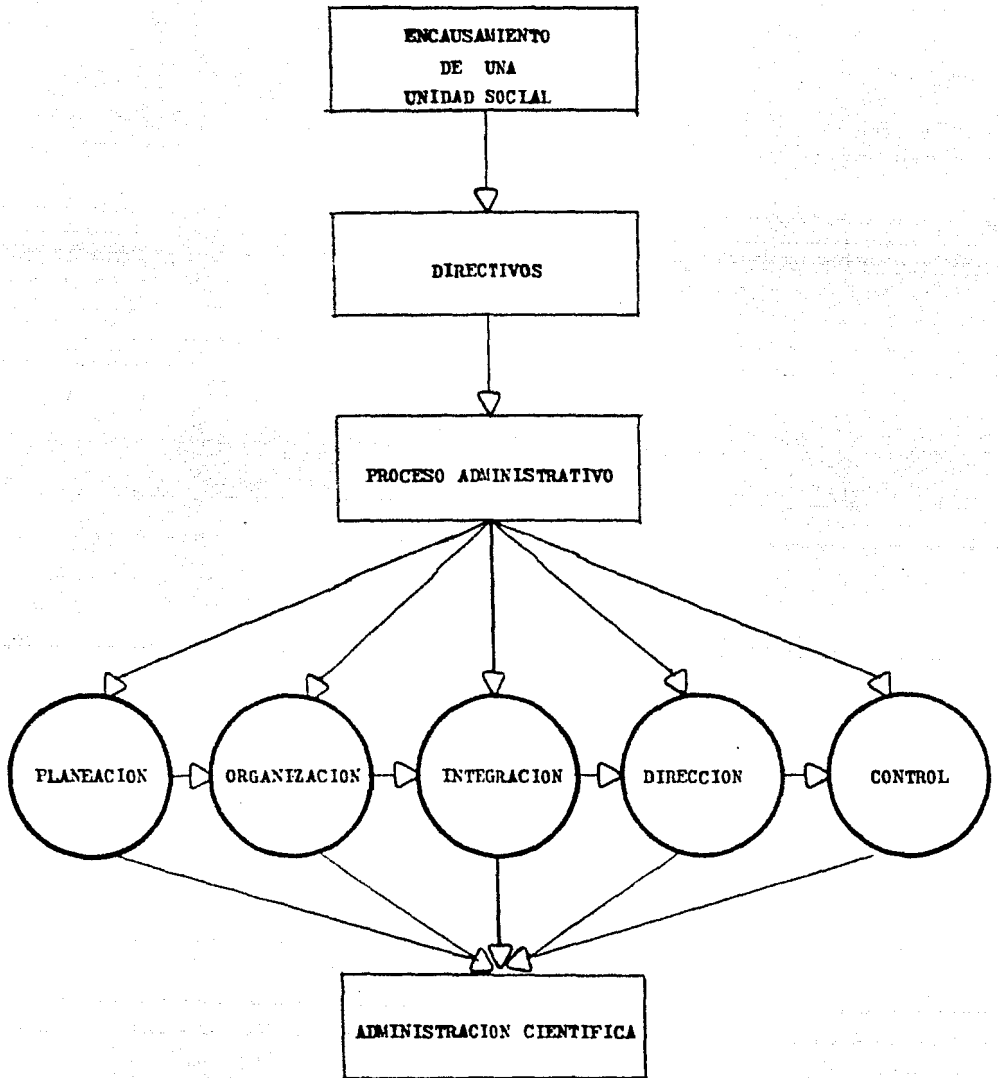 ENCAUSAMIENTO
DE UNA
UNIDAD SOCIAL
DIRECTIVOS
PROCESO ADMINISTRATIVO
PLANEACION
ORGANIZACION
INTEGRACION
DIRECCION
CONTROL
ADMINISTRACION CIENTIFICA